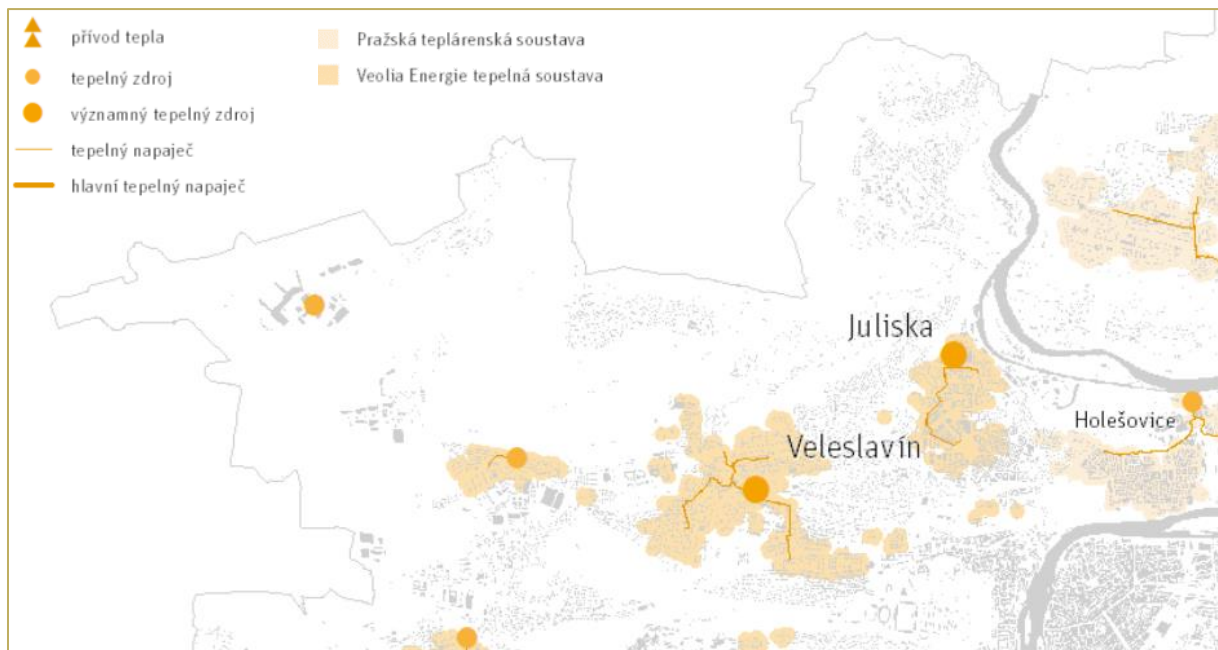 přívod tepla
tepelný zdroj
významný tepelný zdroj
tepelný napaječ
hlavní tepelný napaječ
Pražská teplárenská soustava
Veolia Energie tepelná soustava
Juliska
Holešovice
Veleslavín